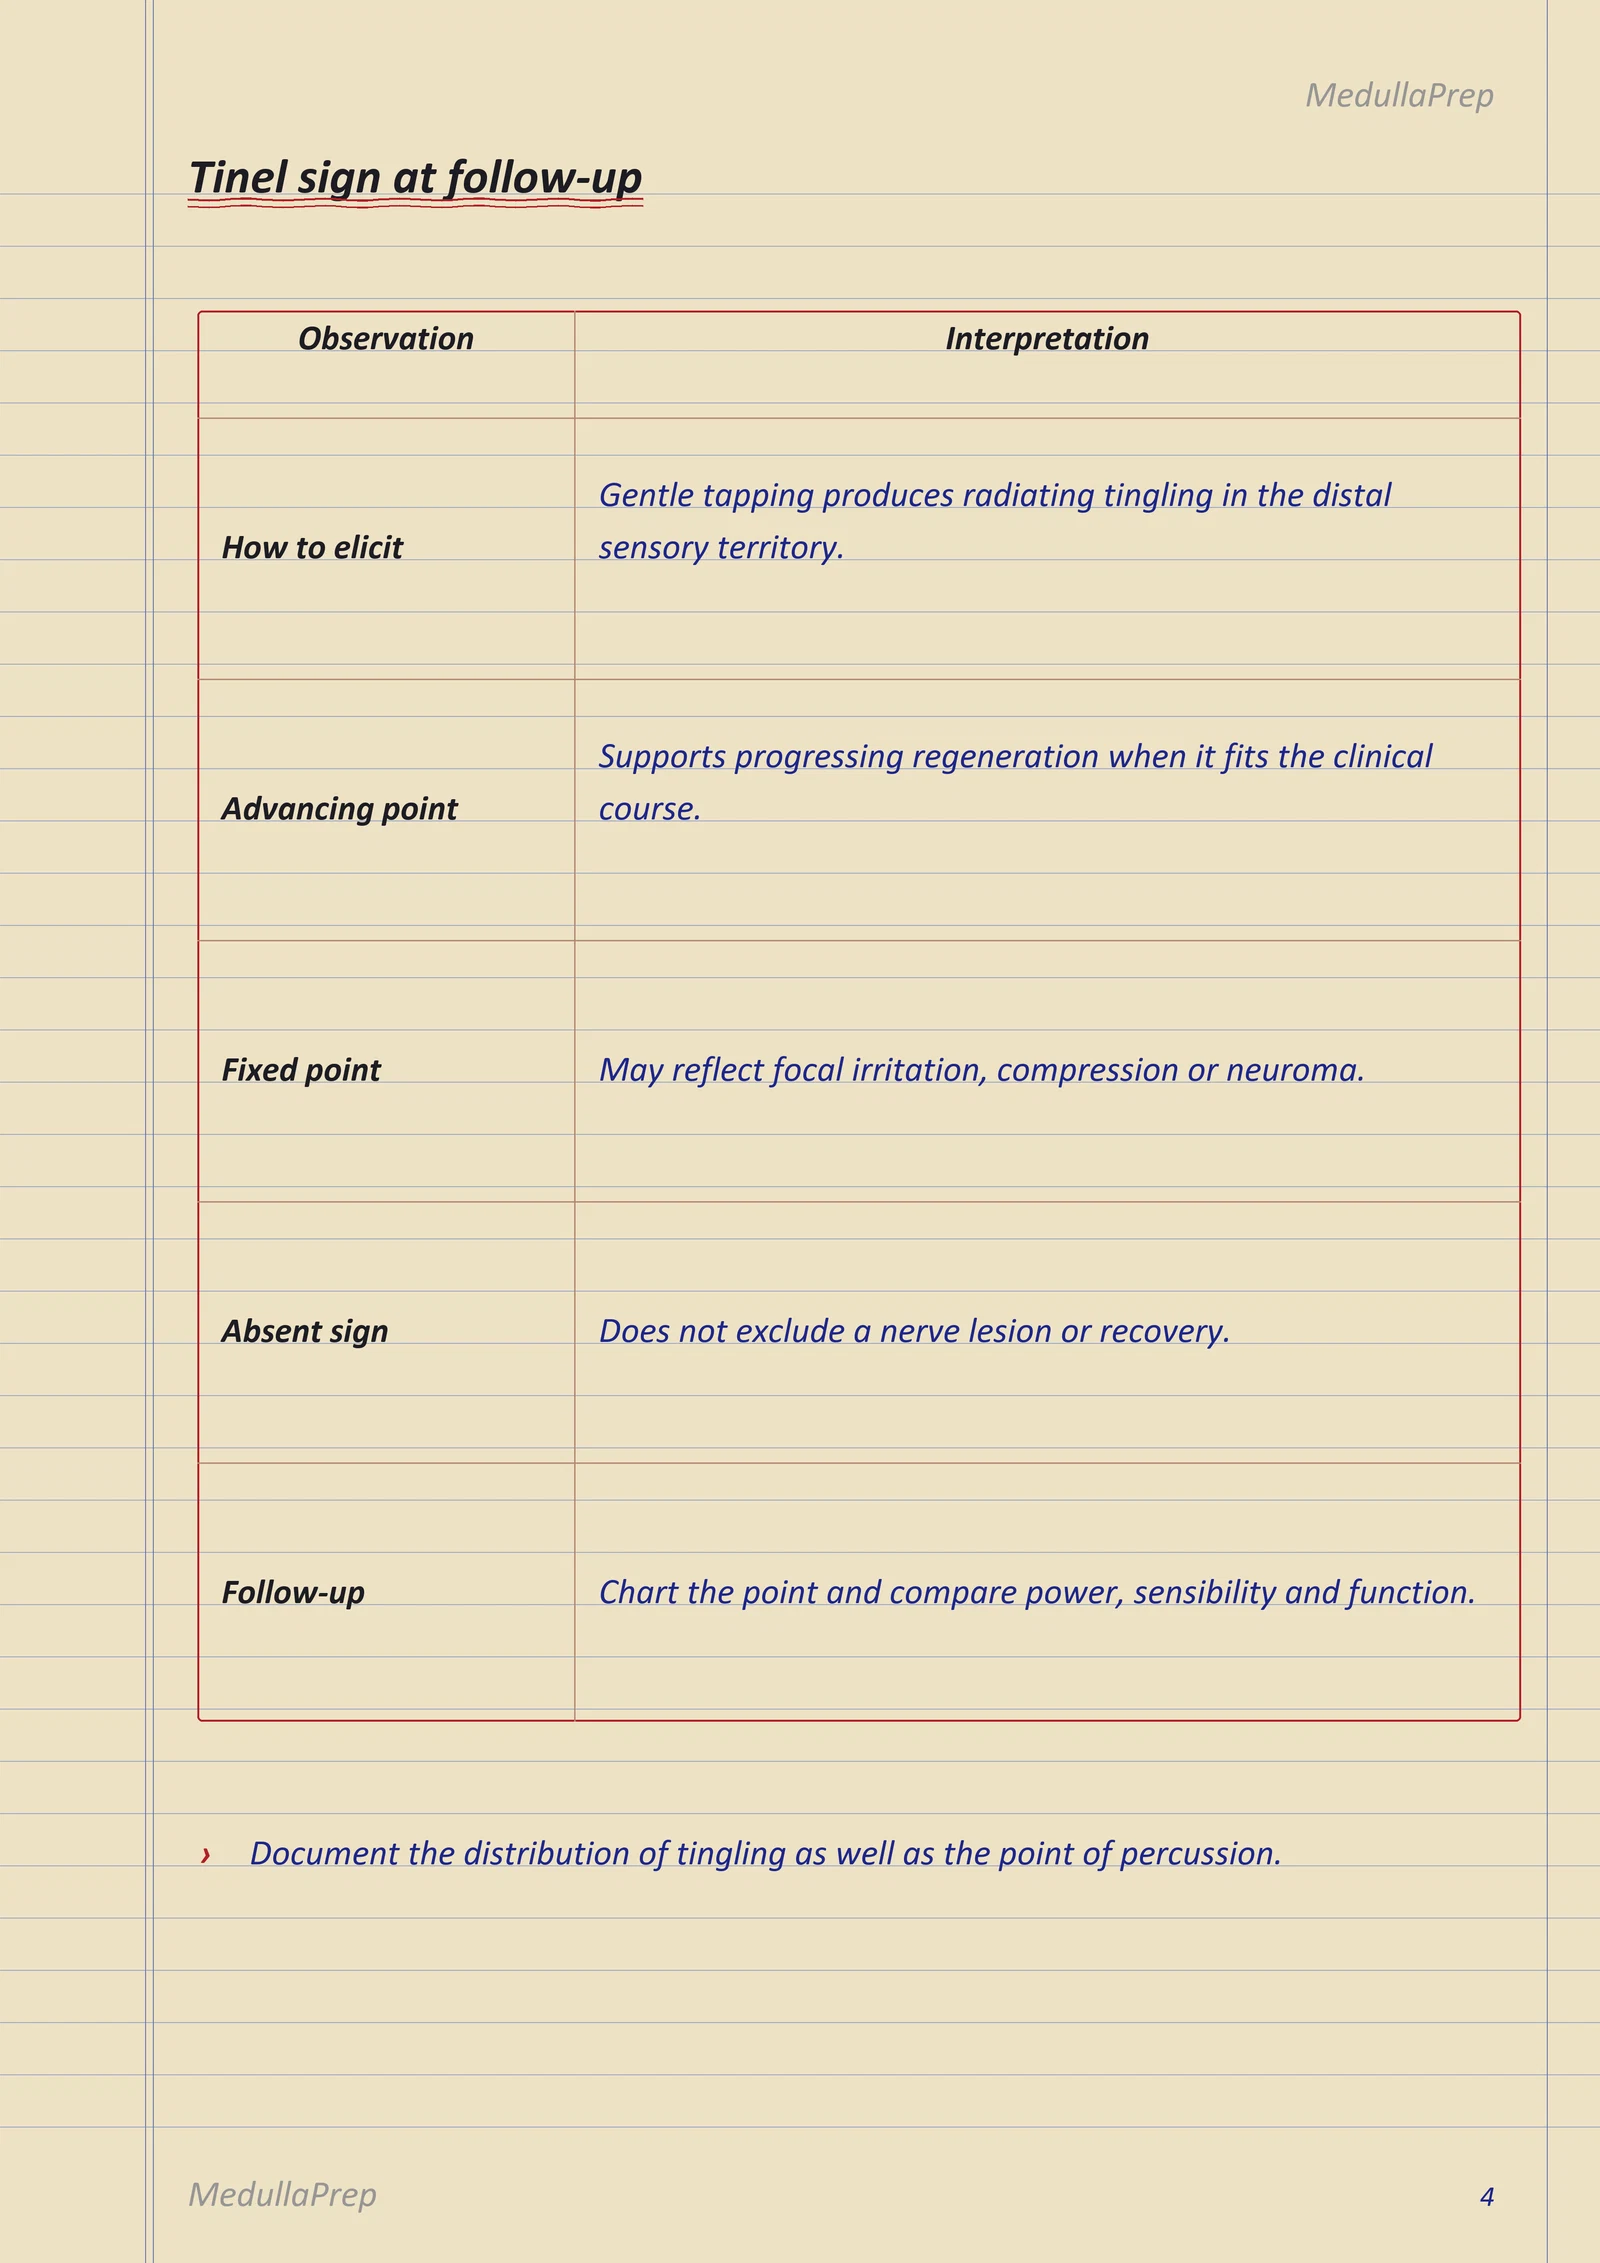 MedullaPrep
Tinel sign at follow-up
Observation
Interpretation
How to elicit
Gentle tapping produces radiating tingling in the distal
sensory territory.
Advancing point
Supports progressing regeneration when it fits the clinical
course.
Fixed point
May reflect focal irritation, compression or neuroma.
Absent sign
Does not exclude a nerve lesion or recovery.
Follow-up
Chart the point and compare power, sensibility and function.
› Document the distribution of tingling as well as the point of percussion.
MedullaPrep
4